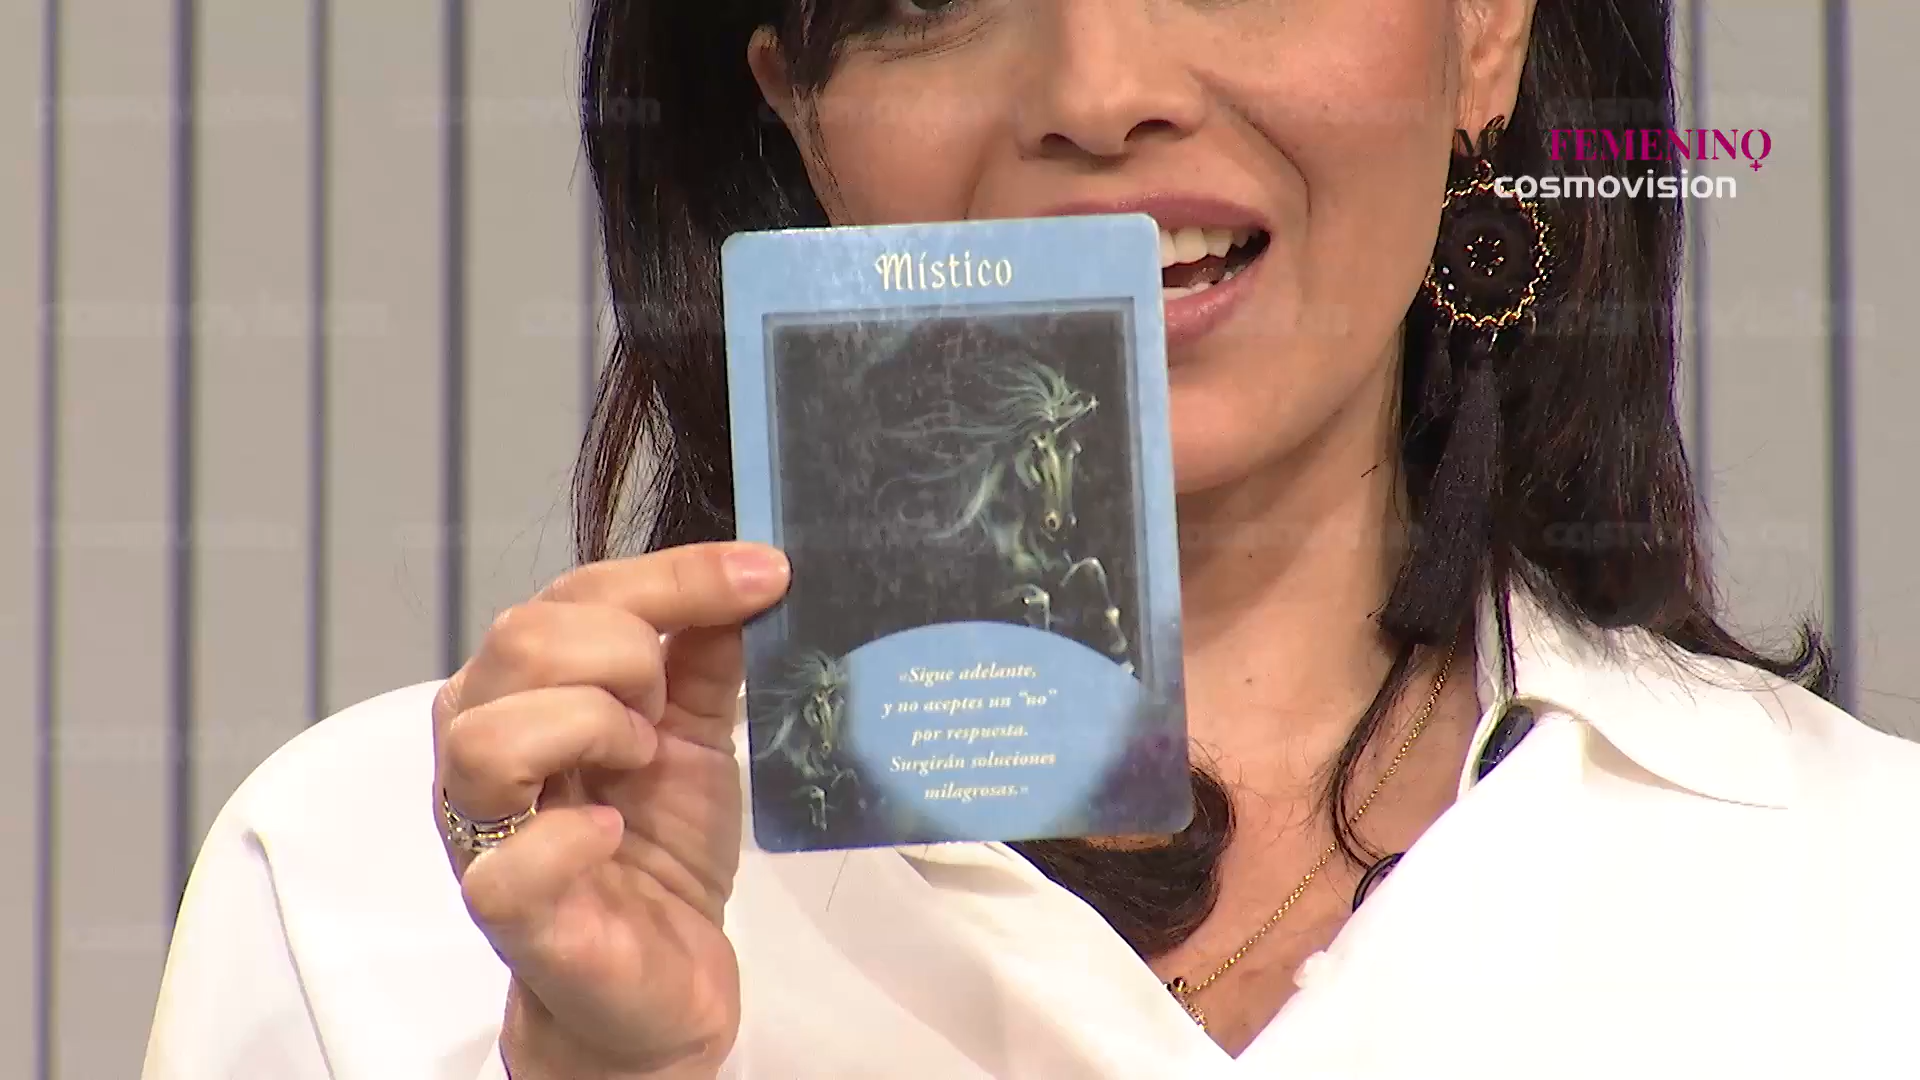 FEMENINO
cosmovision
Místico
«Sigue adelante,
y no aceptes un "no"
por respuesta.
Surgirán soluciones
milagrosas.»